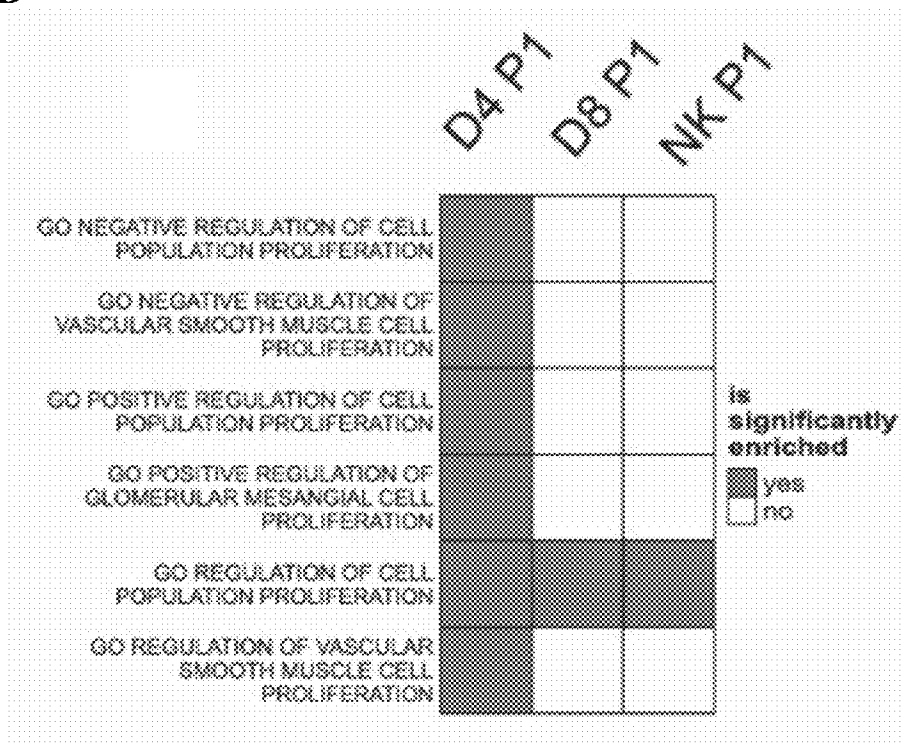 D4 P1
D8 P1
NK P1
GO NEGATIVE REGULATION OF CELL
POPULATION PROLIFERATION
GO NEGATIVE REGULATION OF
VASCULAR SMOOTH MUSCLE CELL
PROLIFERATION
GO POSITIVE REGULATION OF CELL
POPULATION PROLIFERATION
GO POSITIVE REGULATION OF
GLOMERULAR MESANGIAL CELL
PROLIFERATION
GO REGULATION OF CELL
POPULATION PROLIFERATION
GO REGULATION OF VASCULAR
SMOOTH MUSCLE CELL
PROLIFERATION
is
significantly
enriched
yes
no